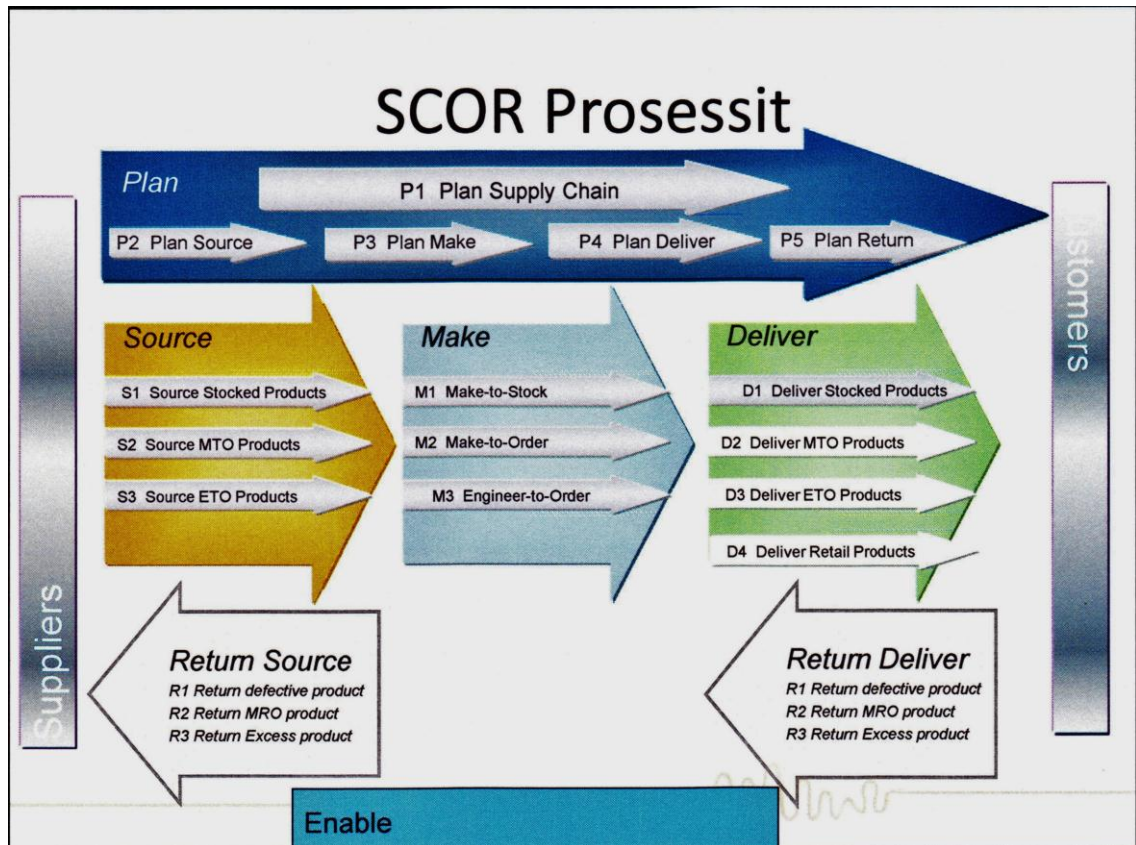 SCOR Prosessit
Plan
P1 Plan Supply Chain
P2 Plan Source
P3 Plan Make
P4 Plan Deliver
P5 Plan Return
Suppliers
ustomers
Source
S1 Source Stocked Products
S2 Source MTO Products
S3 Source ETO Products
Make
M1 Make-to-Stock
M2 Make-to-Order
M3 Engineer-to-Order
Deliver
D1 Deliver Stocked Products
D2 Deliver MTO Products
D3 Deliver ETO Products
D4 Deliver Retail Products
Return Source
R1 Return defective product
R2 Return MRO product
R3 Return Excess product
Return Deliver
R1 Return defective product
R2 Return MRO product
R3 Return Excess product
Enable